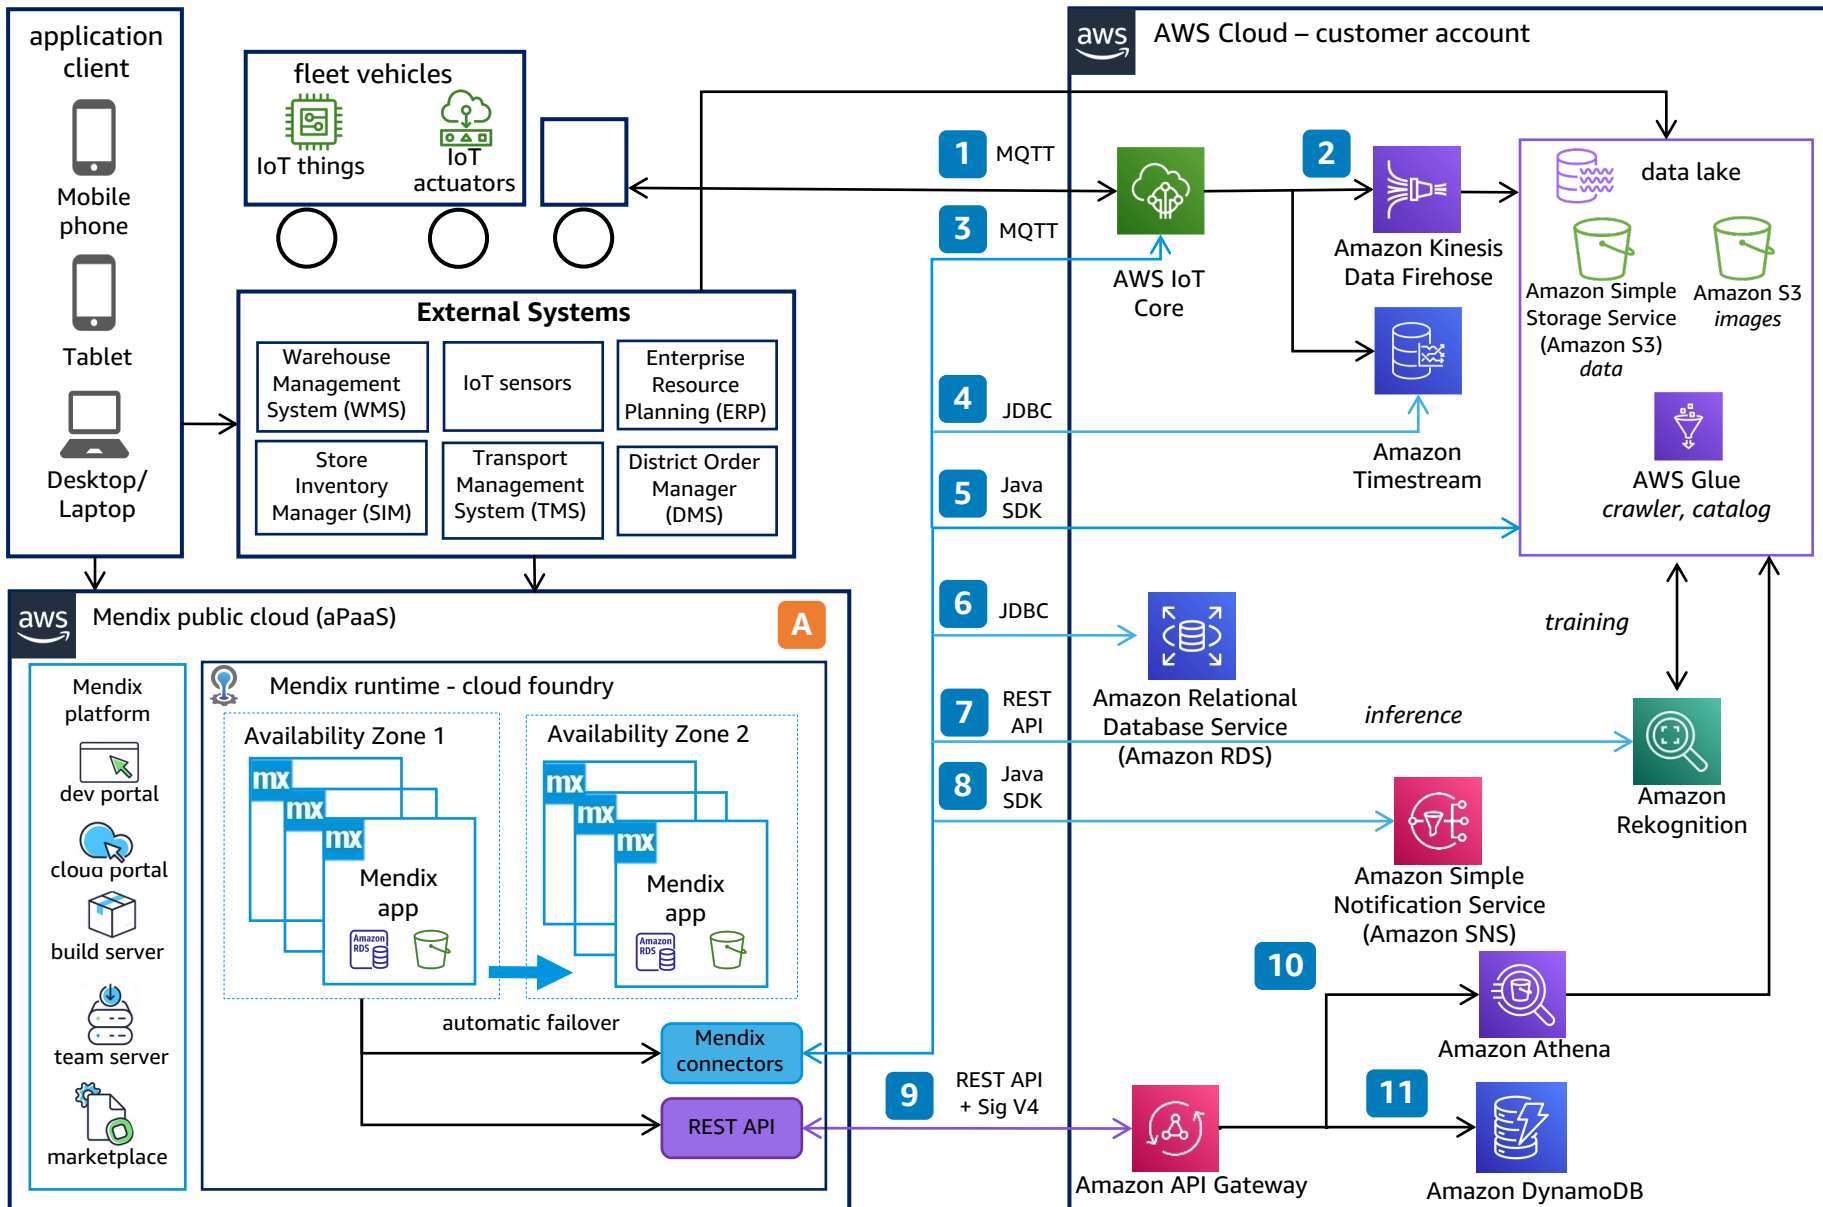 application
client
Mobile
phone
Tablet
Desktop/
Laptop
fleet vehicles
IoT things
IoT
actuators
External Systems
Warehouse
Management
System (WMS)
IoT sensors
Enterprise
Resource
Planning (ERP)
Store
Inventory
Manager (SIM)
Transport
Management
System (TMS)
District Order
Manager
(DMS)
aws
Mendix public cloud (aPaaS)
A
Mendix
platform
dev portal
cloud portal
build server
team server
marketplace
Mendix runtime - cloud foundry
Availability Zone 1
mx
mx
mx
Mendix
app
Amazon
RDS
Availability Zone 2
mx
mx
mx
Mendix
app
Amazon
RDS
automatic failover
Mendix
connectors
REST API
1 MQTT
3 MQTT
4 JDBC
5 Java
SDK
6 JDBC
7 REST
API
8 Java
SDK
9 REST API
+ Sig V4
aws
AWS Cloud – customer account
AWS IoT
Core
2
Amazon Kinesis
Data Firehose
Amazon
Timestream
data lake
Amazon Simple
Storage Service
(Amazon S3)
data
Amazon S3
images
AWS Glue
crawler, catalog
training
Amazon Relational
Database Service
(Amazon RDS)
inference
Amazon
Rekognition
Amazon Simple
Notification Service
(Amazon SNS)
10
Amazon Athena
11
Amazon API Gateway
Amazon DynamoDB